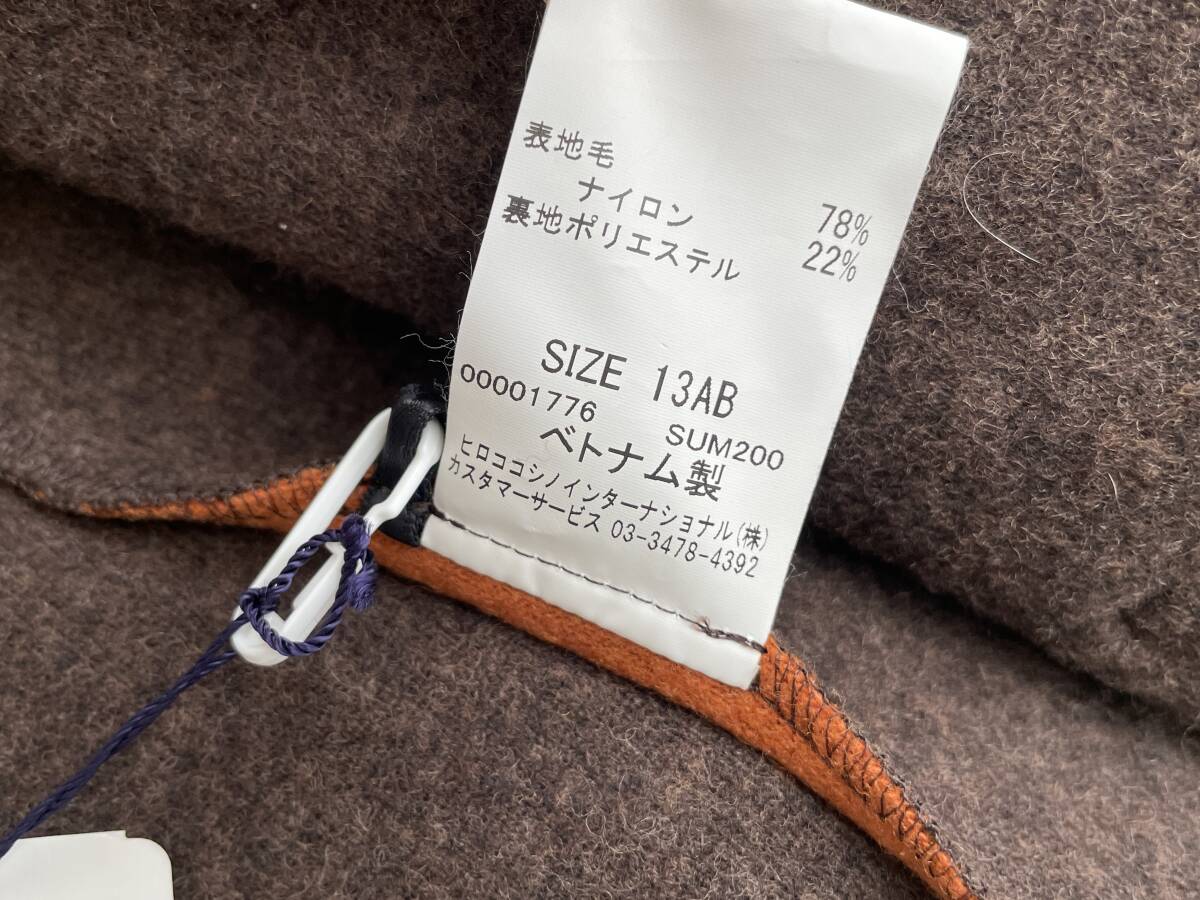 表地毛 78%
ナイロン 22%
裏地ポリエステル
SIZE 13AB
00001776 SUM200
ベトナム製
ヒロココシノインターナショナル(株)
カスタマーサービス 03-3478-4392